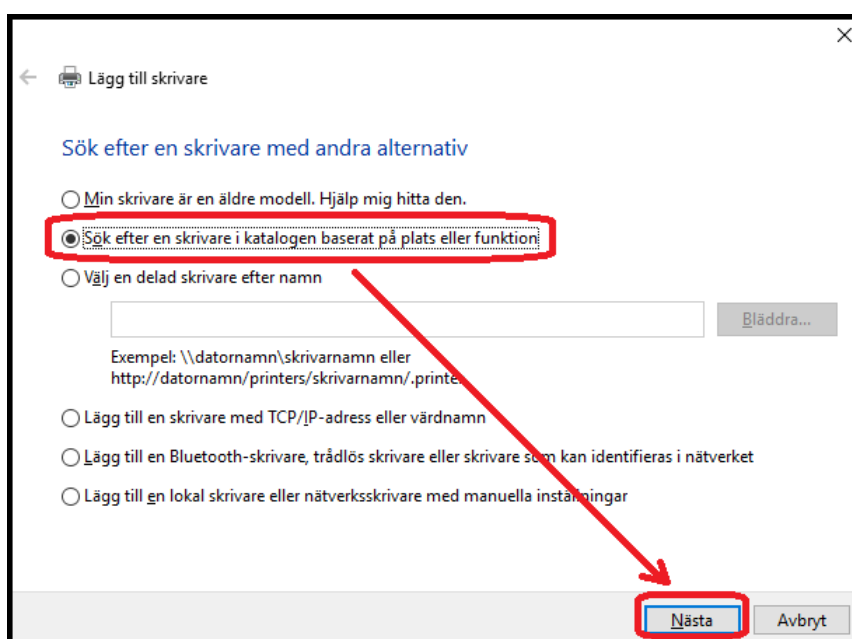 Lägg till skrivare
Sök efter en skrivare med andra alternativ
Min skrivare är en äldre modell. Hjälp mig hitta den.
Sök efter en skrivare i katalogen baserat på plats eller funktion
Välj en delad skrivare efter namn
Bläddra...
Exempel: \\datornamn\skrivarnamn eller
http://datornamn/printers/skrivarnamn/.printer
Lägg till en skrivare med TCP/IP-adress eller värdnamn
Lägg till en Bluetooth-skrivare, trådlös skrivare eller skrivare som kan identifieras i nätverket
Lägg till en lokal skrivare eller nätverksskrivare med manuella inställningar
Nästa
Avbryt